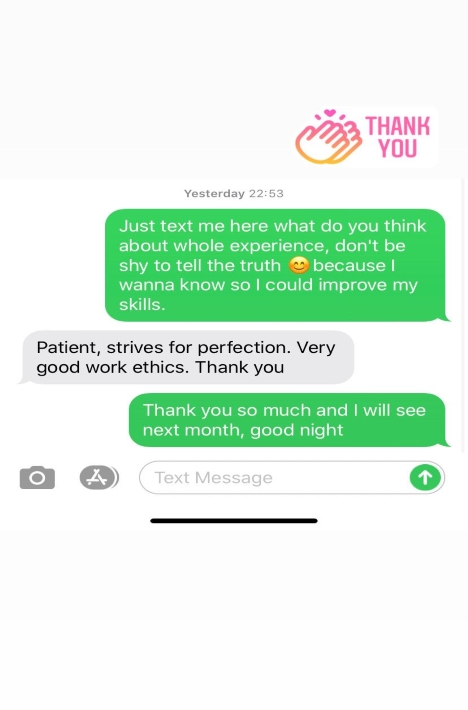 THANK
YOU
Yesterday 22:53
Just text me here what do you think
about whole experience, don't be
shy to tell the truth 😊 because I
wanna know so I could improve my
skills.
Patient, strives for perfection. Very
good work ethics. Thank you
Thank you so much and I will see
next month, good night
Text Message